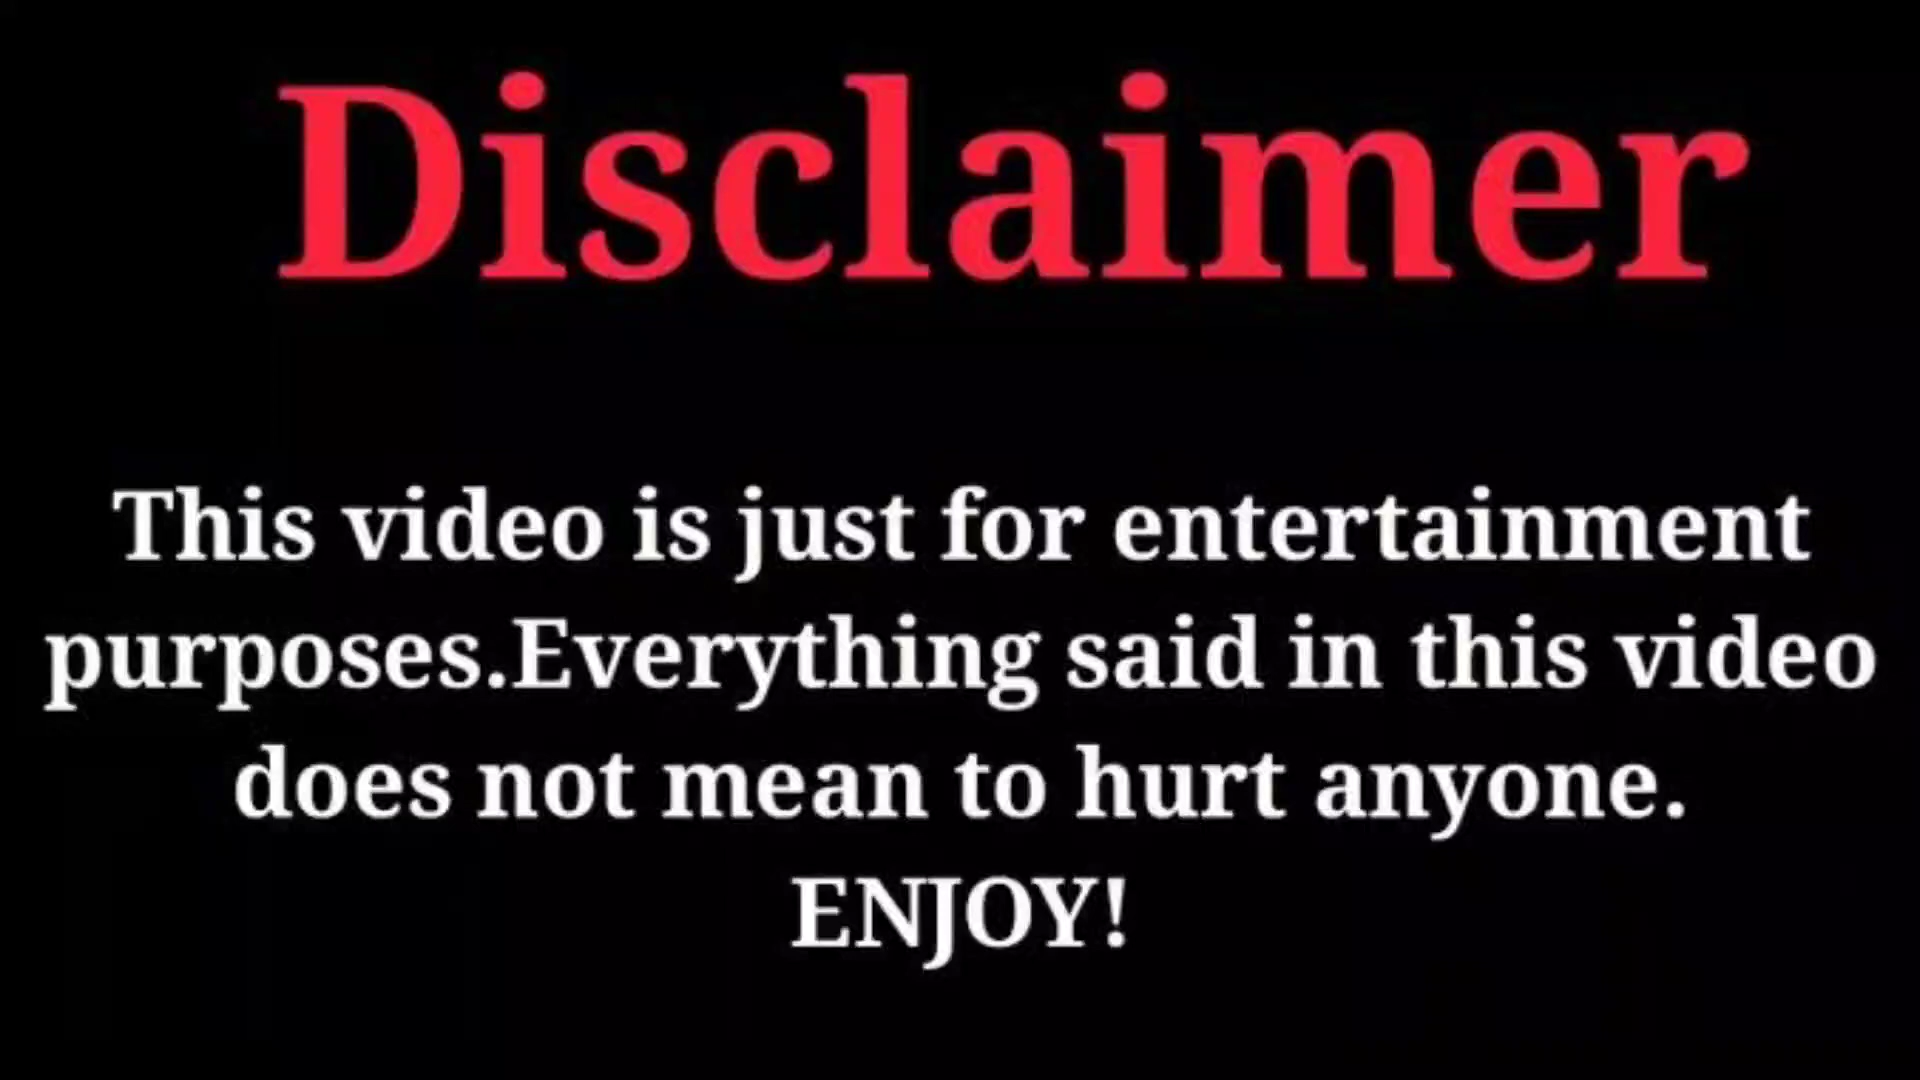 Disclaimer
This video is just for entertainment
purposes.Everything said in this video
does not mean to hurt anyone.
ENJOY!